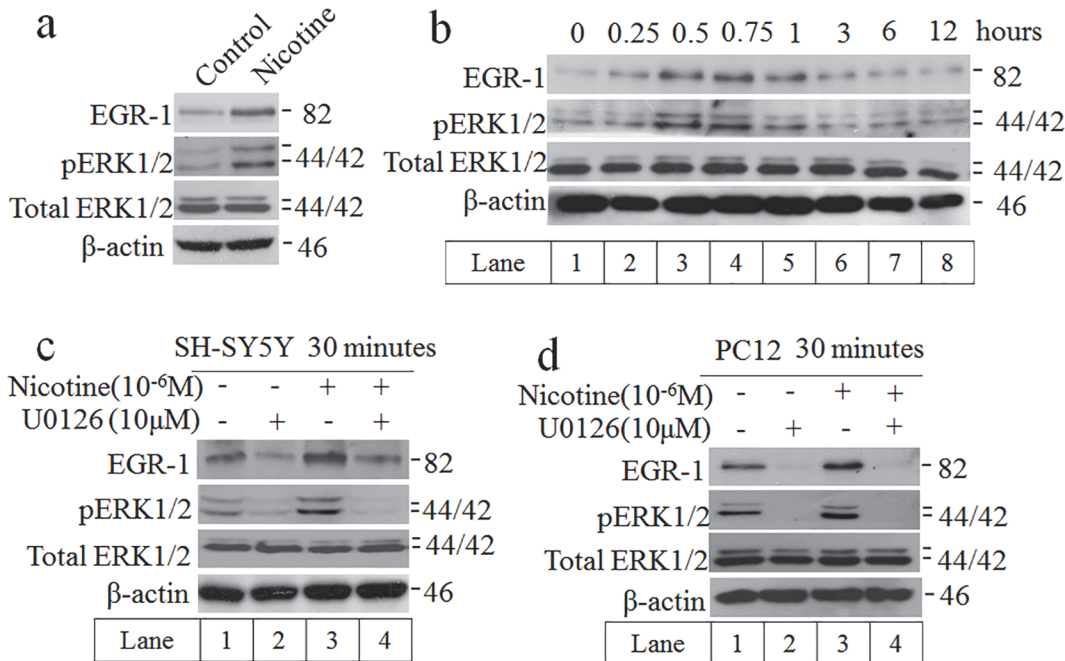 a
Control Nicotine
EGR-1 82
pERK1/2 44/42
Total ERK1/2 44/42
β-actin 46
b
0 0.25 0.5 0.75 1 3 6 12 hours
EGR-1 82
pERK1/2 44/42
Total ERK1/2 44/42
β-actin 46
Lane 1 2 3 4 5 6 7 8
c
SH-SY5Y 30 minutes
Nicotine(10⁻⁶M) - - + +
U0126 (10μM) - + - +
EGR-1 82
pERK1/2 44/42
Total ERK1/2 44/42
β-actin 46
Lane 1 2 3 4
d
PC12 30 minutes
Nicotine(10⁻⁶M) - - + +
U0126(10μM) - + - +
EGR-1 82
pERK1/2 44/42
Total ERK1/2 44/42
β-actin 46
Lane 1 2 3 4